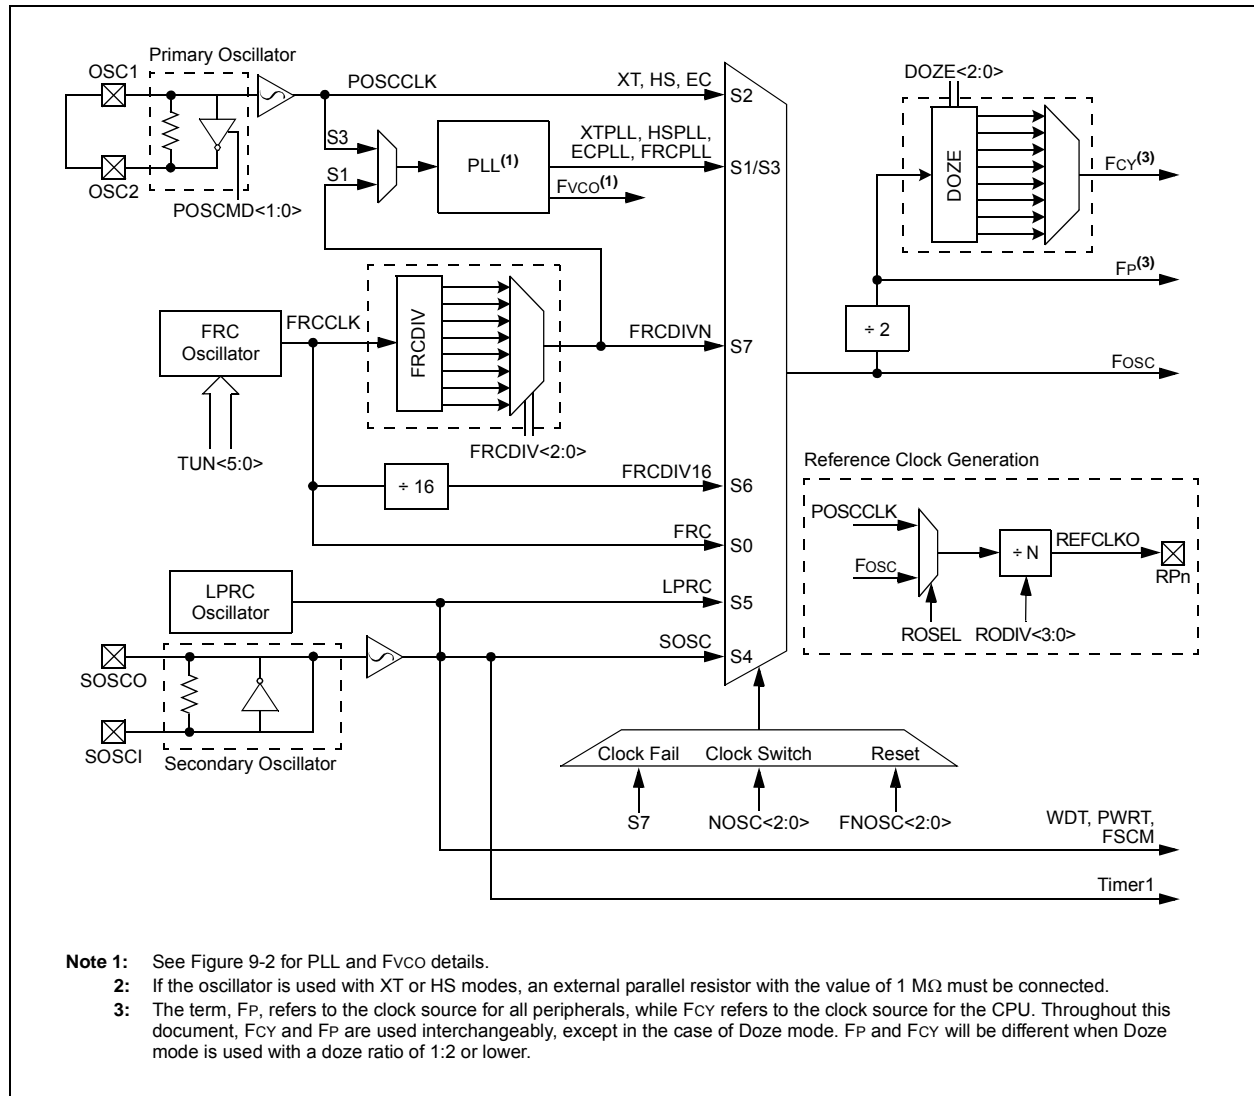 Primary Oscillator
OSC1
OSC2
POSCMD<1:0>
POSCCLK
XT, HS, EC
S2
S3
S1
PLL(1)
XTPLL, HSPLL,
ECPLL, FRCPLL
S1/S3
FVCO(1)
DOZE<2:0>
DOZE
FCY(3)
FP(3)
÷ 2
FOSC
FRC
Oscillator
TUN<5:0>
FRCCLK
FRCDIV
FRCDIV<2:0>
FRCDIVN
S7
÷ 16
FRCDIV16
S6
FRC
S0
Reference Clock Generation
POSCCLK
FOSC
÷ N
REFCLKO
RPn
ROSEL
RODIV<3:0>
LPRC
Oscillator
LPRC
S5
SOSCO
SOSCI
Secondary Oscillator
SOSC
S4
Clock Fail
Clock Switch
Reset
S7
NOSC<2:0>
FNOSC<2:0>
WDT, PWRT,
FSCM
Timer1
Note 1: See Figure 9-2 for PLL and FVCO details.
2: If the oscillator is used with XT or HS modes, an external parallel resistor with the value of 1 MΩ must be connected.
3: The term, FP, refers to the clock source for all peripherals, while FCY refers to the clock source for the CPU. Throughout this
document, FCY and FP are used interchangeably, except in the case of Doze mode. FP and FCY will be different when Doze
mode is used with a doze ratio of 1:2 or lower.